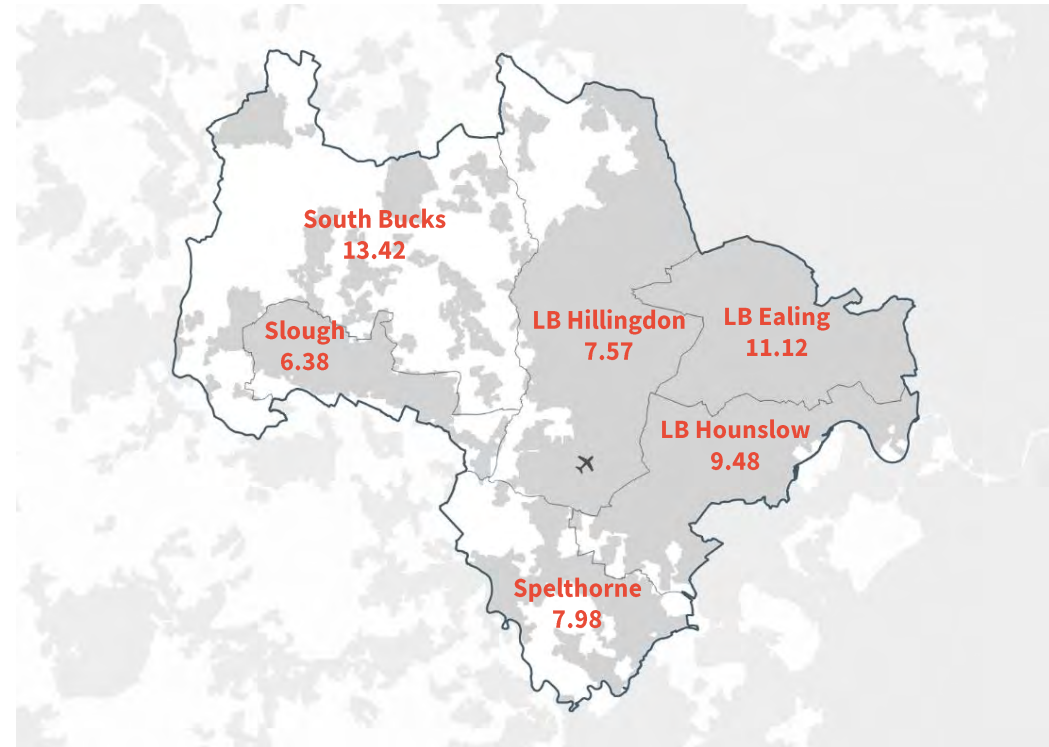 South Bucks
13.42
LB Hillingdon
7.57
LB Ealing
11.12
Slough
6.38
LB Hounslow
9.48
Spelthorne
7.98